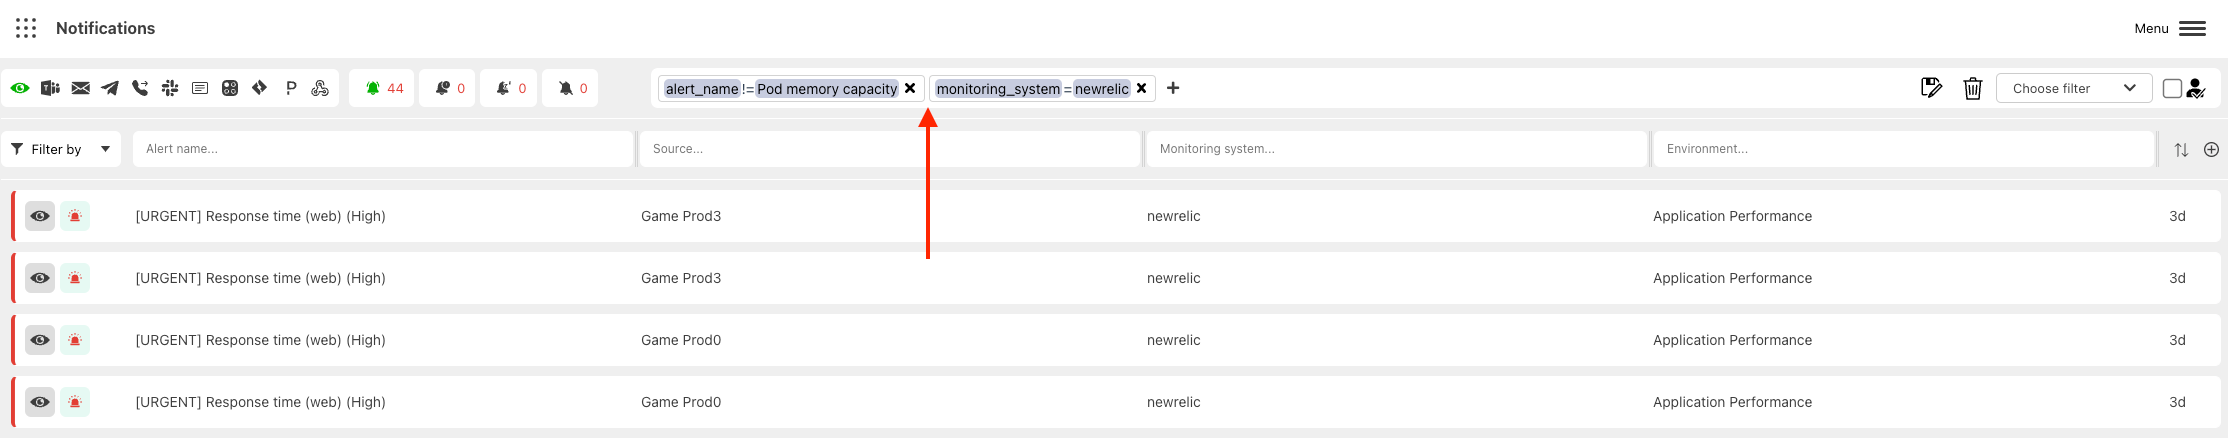 Notifications
Menu
44 0 0 0 alert_name!=Pod memory capacity monitoring_system=newrelic Choose filter
Filter by Alert name... Source... Monitoring system... Environment...
[URGENT] Response time (web) (High) Game Prod3 newrelic Application Performance 3d
[URGENT] Response time (web) (High) Game Prod3 newrelic Application Performance 3d
[URGENT] Response time (web) (High) Game Prod0 newrelic Application Performance 3d
[URGENT] Response time (web) (High) Game Prod0 newrelic Application Performance 3d